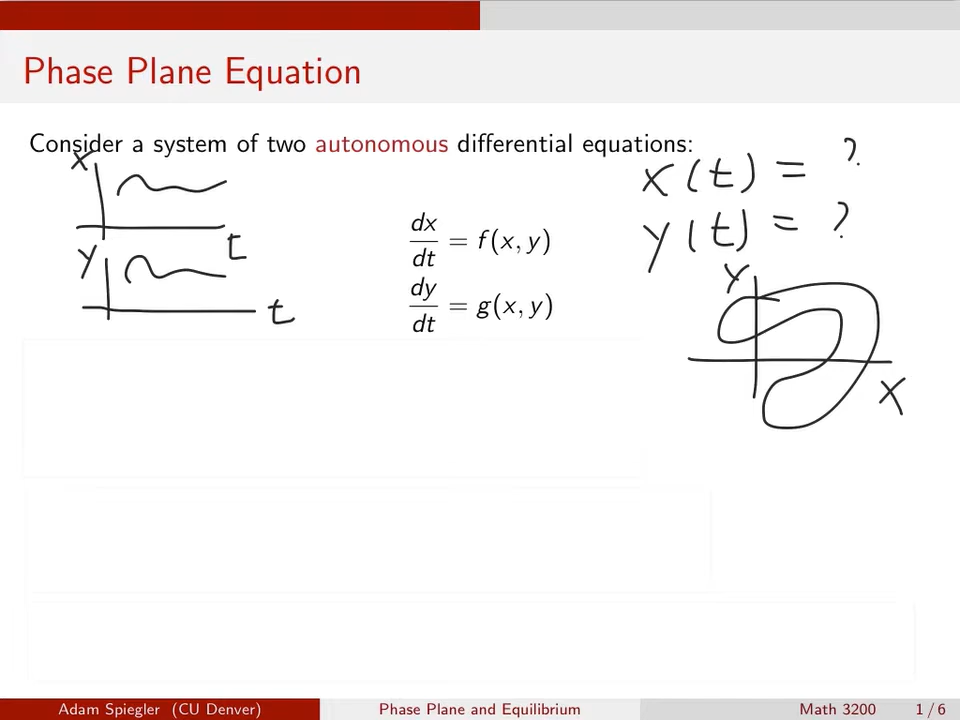 Phase Plane Equation
Consider a system of two autonomous differential equations:
x
t
y
t
dx/dt = f(x, y)
dy/dt = g(x, y)
x(t) = ?
y(t) = ?
y
x
Adam Spiegler (CU Denver) Phase Plane and Equilibrium Math 3200 1 / 6